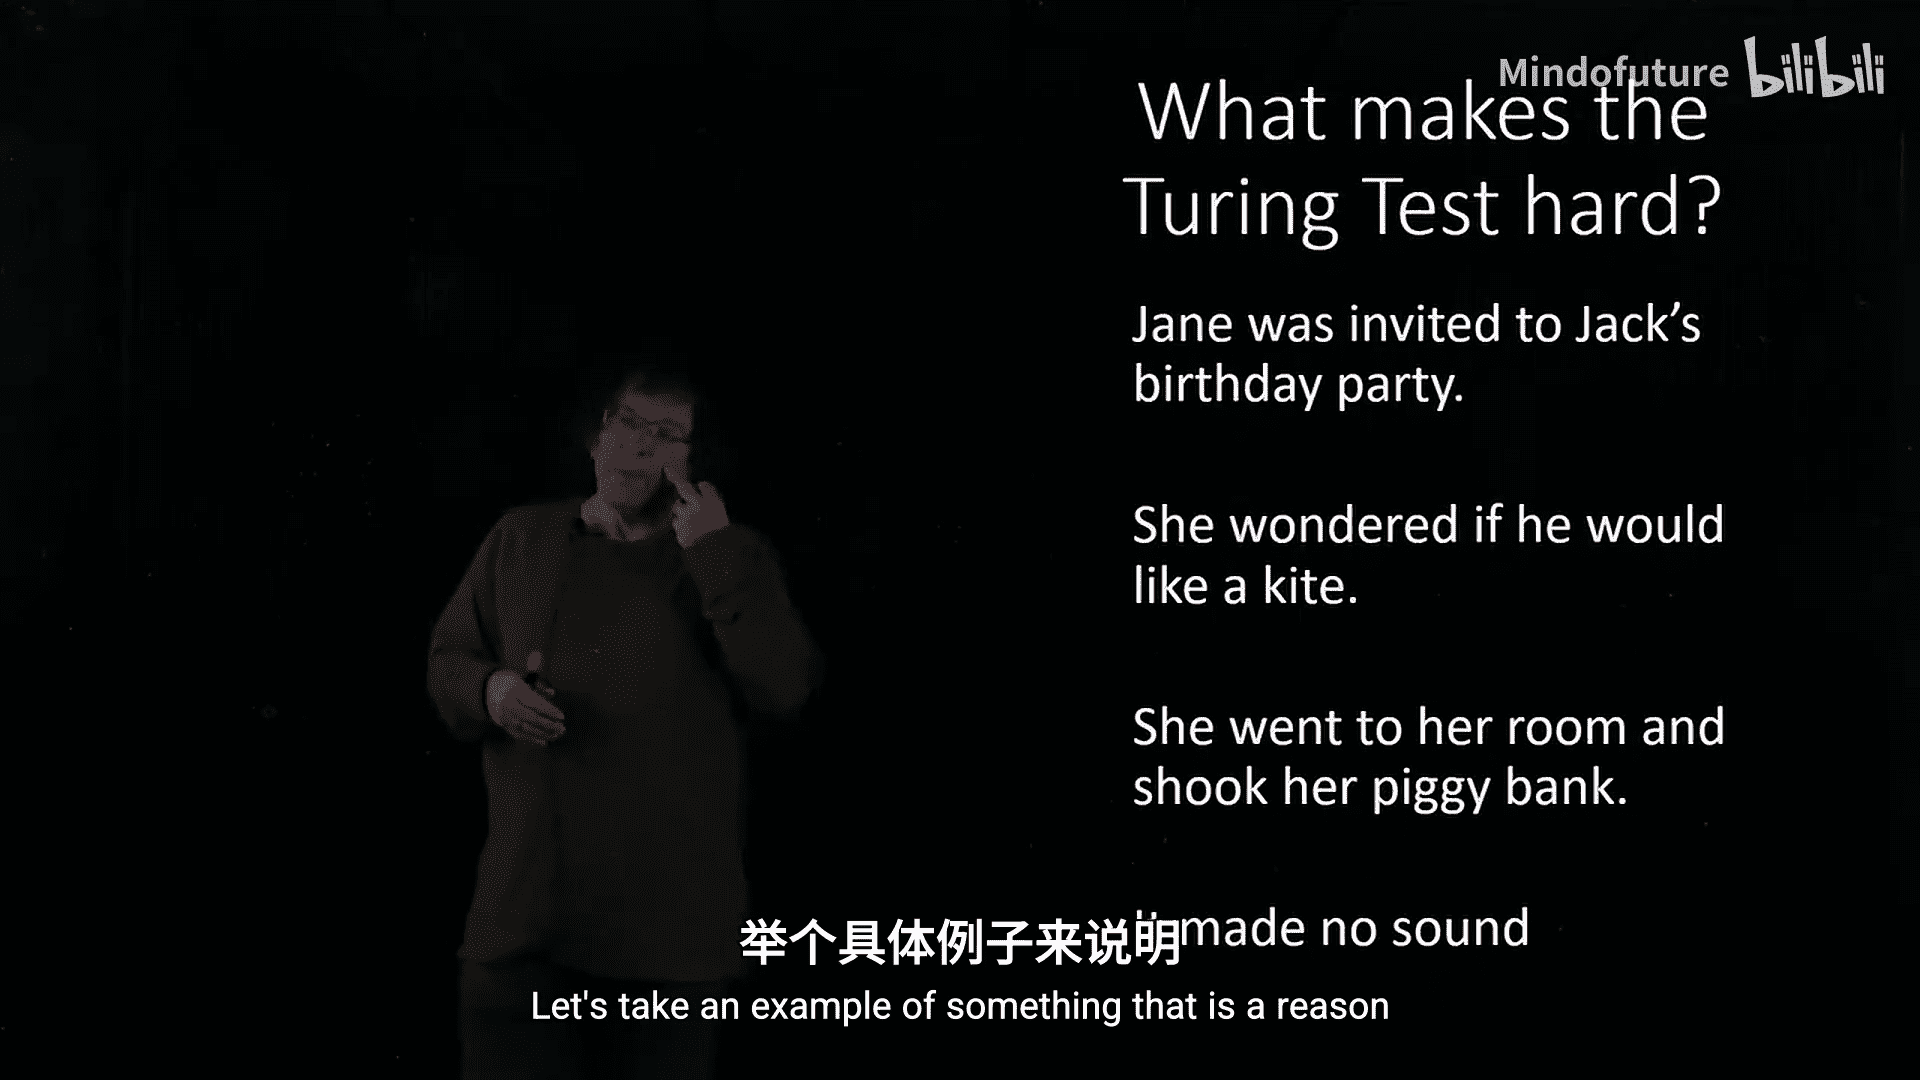 Mindofuture bilibili
What makes the
Turing Test hard?
Jane was invited to Jack’s
birthday party.
She wondered if he would
like a kite.
She went to her room and
shook her piggy bank.
made no sound
举个具体例子来说明
Let's take an example of something that is a reason